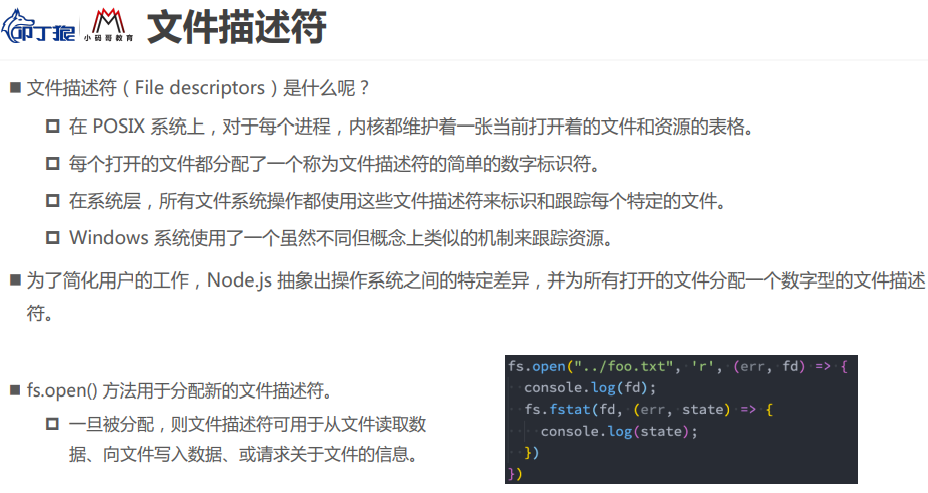 叩丁狼
小码哥教育
文件描述符
■ 文件描述符（File descriptors）是什么呢？
在 POSIX 系统上，对于每个进程，内核都维护着一张当前打开着的文件和资源的表格。
每个打开的文件都分配了一个称为文件描述符的简单的数字标识符。
在系统层，所有文件系统操作都使用这些文件描述符来标识和跟踪每个特定的文件。
Windows 系统使用了一个虽然不同但概念上类似的机制来跟踪资源。
■ 为了简化用户的工作，Node.js 抽象出操作系统之间的特定差异，并为所有打开的文件分配一个数字型的文件描述
符。
■ fs.open() 方法用于分配新的文件描述符。
一旦被分配，则文件描述符可用于从文件读取数
据、向文件写入数据、或请求关于文件的信息。
fs.open("../foo.txt", 'r', (err, fd) => {
console.log(fd);
fs.fstat(fd, (err, state) => {
console.log(state);
})
})